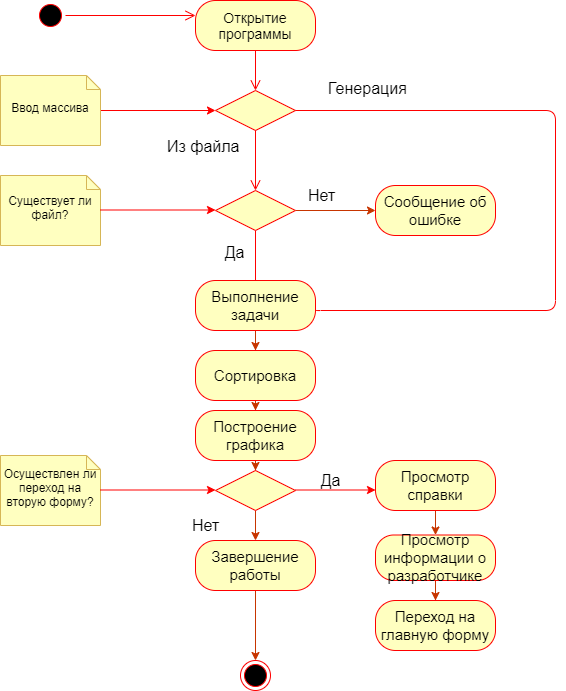 Открытие
программы
Генерация
Ввод массива
Из файла
Существует ли
файл?
Нет
Сообщение об
ошибке
Да
Выполнение
задачи
Сортировка
Построение
графика
Осуществлен ли
переход на
вторую форму?
Да
Просмотр
справки
Нет
Просмотр
информации о
разработчике
Завершение
работы
Переход на
главную форму